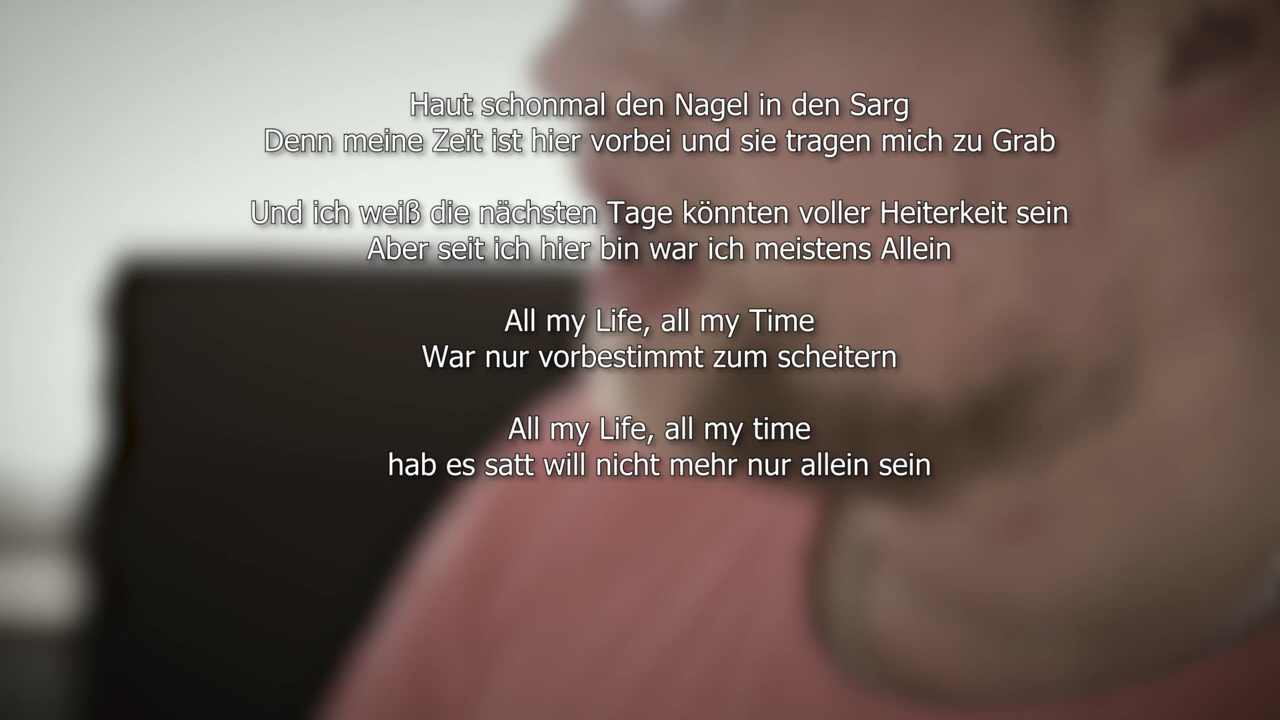 Haut schonmal den Nagel in den Sarg
Denn meine Zeit ist hier vorbei und sie tragen mich zu Grab
Und ich weiß die nächsten Tage könnten voller Heiterkeit sein
Aber seit ich hier bin war ich meistens Allein
All my Life, all my Time
War nur vorbestimmt zum scheitern
All my Life, all my time
hab es satt will nicht mehr nur allein sein